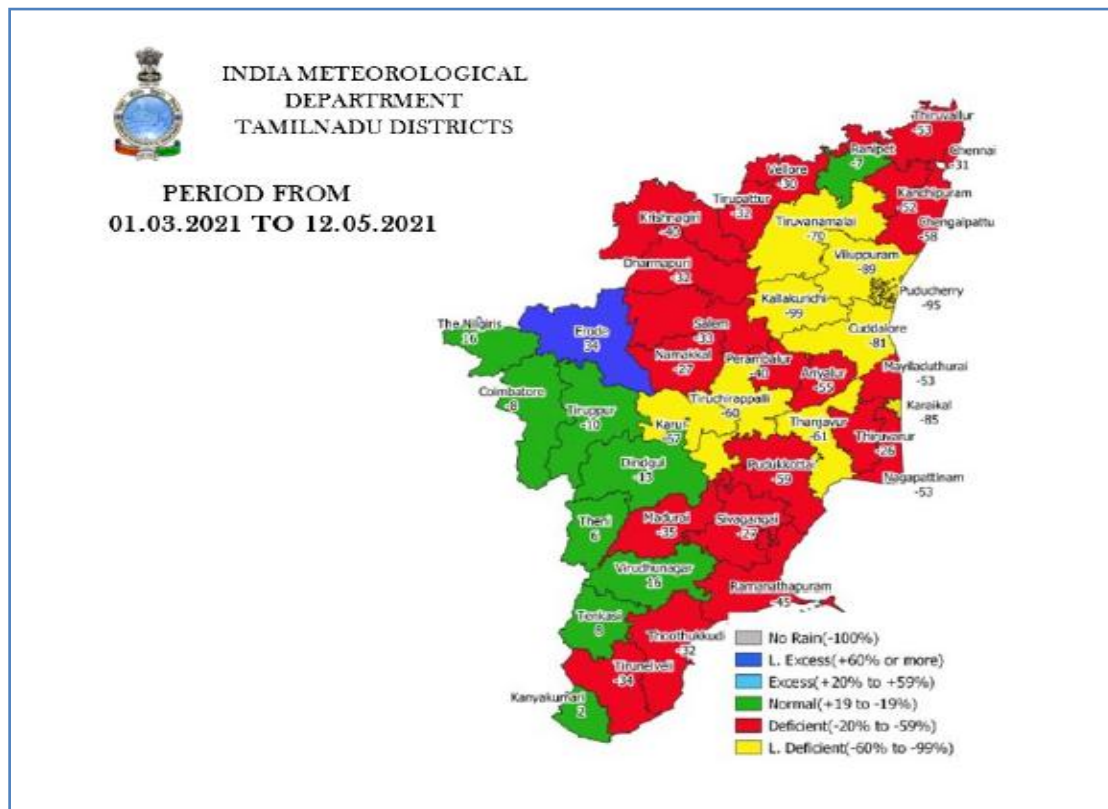 INDIA METEOROLOGICAL
DEPARTRMENT
TAMILNADU DISTRICTS
PERIOD FROM
01.03.2021 TO 12.05.2021
Thiruvallur
-53
Chennai
-31
Ranipet
-7
Vellore
-30
Kanchipuram
-52
Tirupattur
-32
Chengalpattu
-58
Krishnagiri
-40
Tiruvanamalai
-70
Viluppuram
-89
Dharmapuri
-32
Puducherry
-95
Kallakurichi
-99
The Nilgiris
16
Erode
34
Salem
-33
Cuddalore
-81
Namakkal
-27
Perambalur
-40
Ariyalur
-55
Mayiladuthurai
-53
Coimbatore
-8
Tiruppur
-10
Tiruchirappalli
-60
Karaikal
-85
Karur
-67
Thanjavur
-61
Thiruvarur
-26
Dindgul
-13
Pudukkottai
-59
Nagapattinam
-53
Theni
6
Madurai
-35
Sivagangai
-27
Virudhunagar
16
Ramanathapuram
-45
Tenkasi
Thoothukkudi
-32
Tirunelveli
-34
Kanyakumari
2
No Rain(-100%)
L. Excess(+60% or more)
Excess(+20% to +59%)
Normal(+19 to -19%)
Deficient(-20% to -59%)
L. Deficient(-60% to -99%)